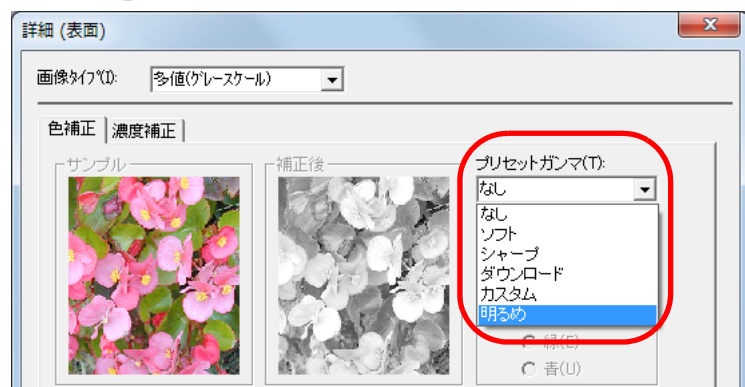 詳細 (表面)
画像タイプ(I):
多値(グレースケール)
色補正
濃度補正
サンプル
補正後
プリセットガンマ(T):
なし
なし
ソフト
シャープ
ダウンロード
カスタム
明るめ
緑(E)
青(U)